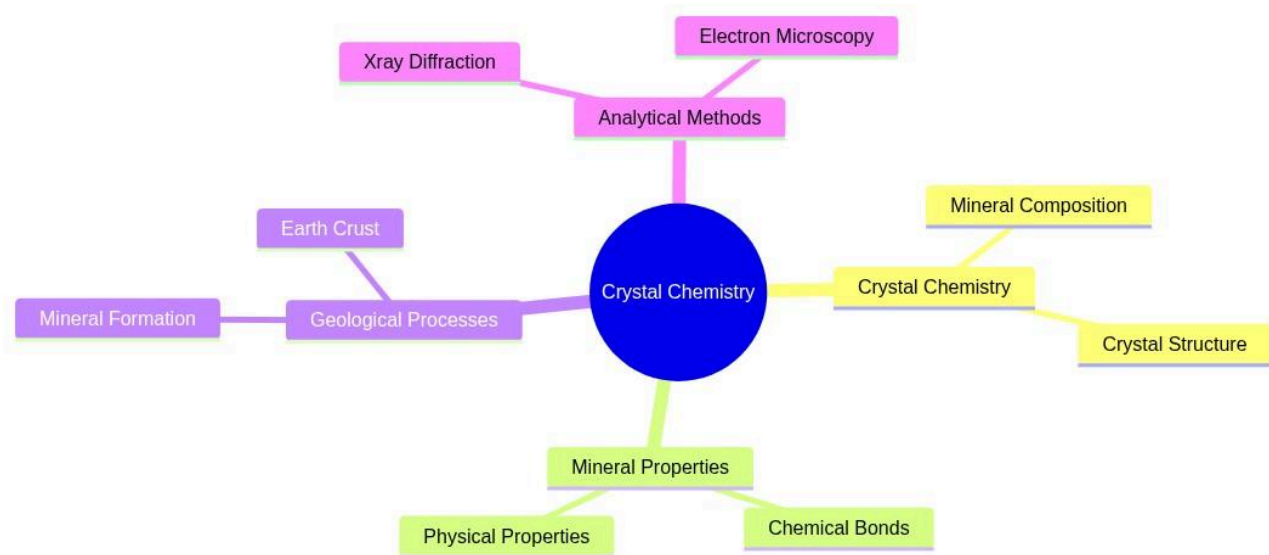 Electron Microscopy
Xray Diffraction
Analytical Methods
Mineral Composition
Earth Crust
Crystal Chemistry
Crystal Chemistry
Mineral Formation
Geological Processes
Crystal Structure
Mineral Properties
Physical Properties
Chemical Bonds